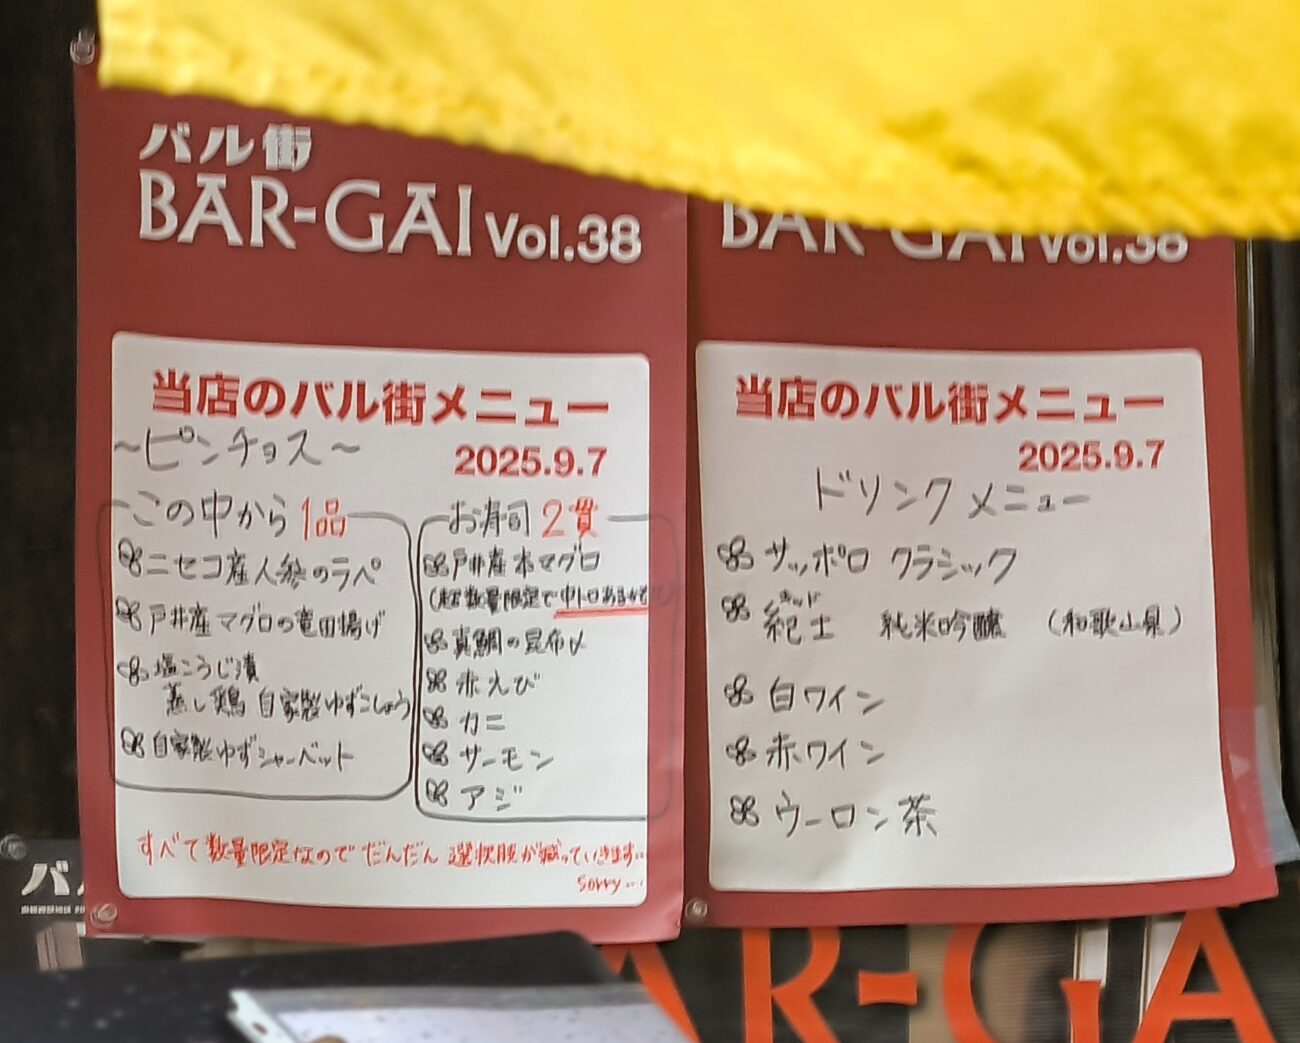 バル街
BAR-GAI Vol.38
当店のバル街メニュー
2025.9.7
～ピンチョス～
この中から1品
ニセコ産人参のラペ
戸井産マグロの竜田揚げ
塩こうじ漬
蒸し鶏 自家製ゆずこしょう
自家製ゆずシャーベット
お寿司 2貫
戸井産本マグロ
(超数量限定で中トロあるかも
真鯛の昆布〆
赤えび
カニ
サーモン
アジ
すべて数量限定なのでだんだん選択肢が減っていきます…
sorry…
BAR-GAI Vol.38
当店のバル街メニュー
2025.9.7
ドリンクメニュー
サッポロ クラシック
キッド
紀土 純米吟醸 (和歌山県)
白ワイン
赤ワイン
ウーロン茶
バ
AR-GA